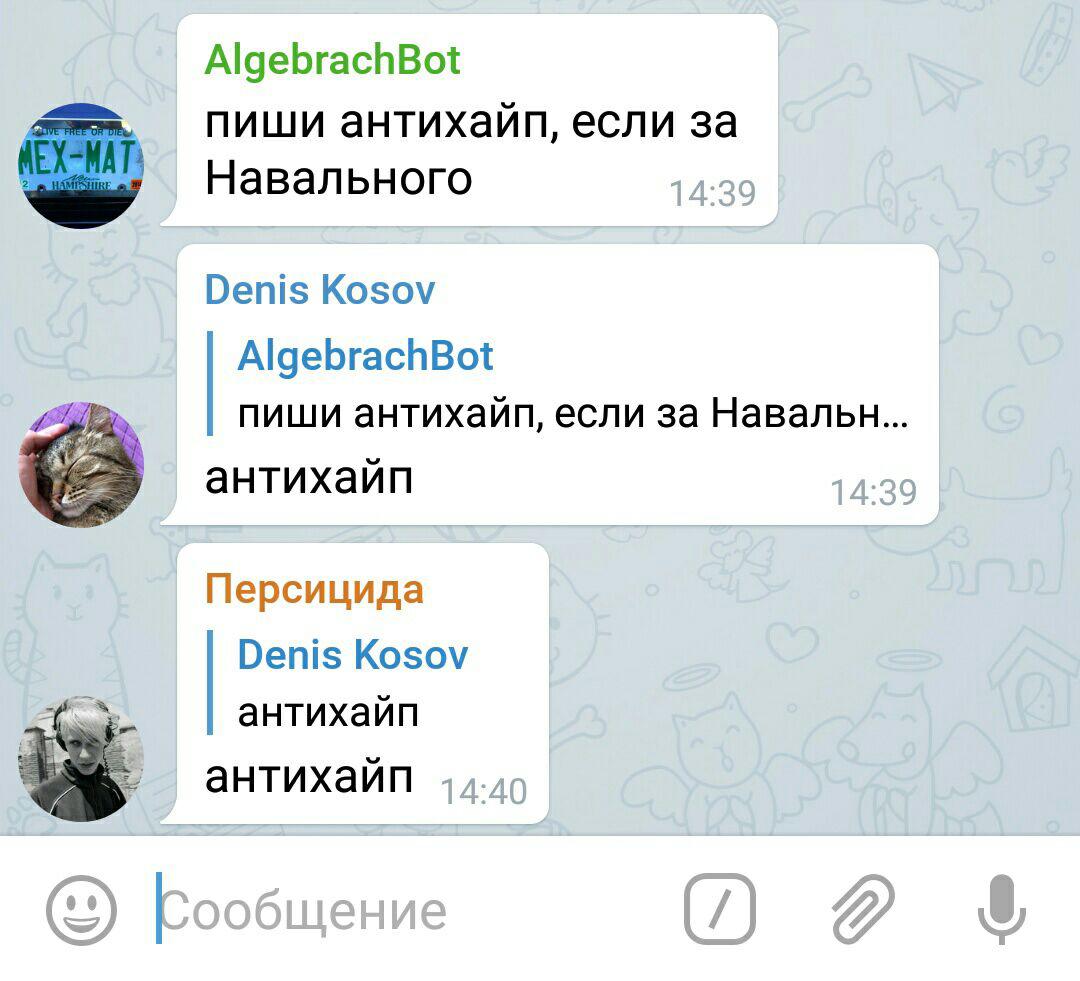 AlgebrachBot
пиши антихайп, если за
Навального
14:39
LIVE FREE OR DIE
MEX-MAT
Denis Kosov
AlgebrachBot
пиши антихайп, если за Навальн...
антихайп
14:39
Персицида
Denis Kosov
антихайп
антихайп 14:40
Сообщение